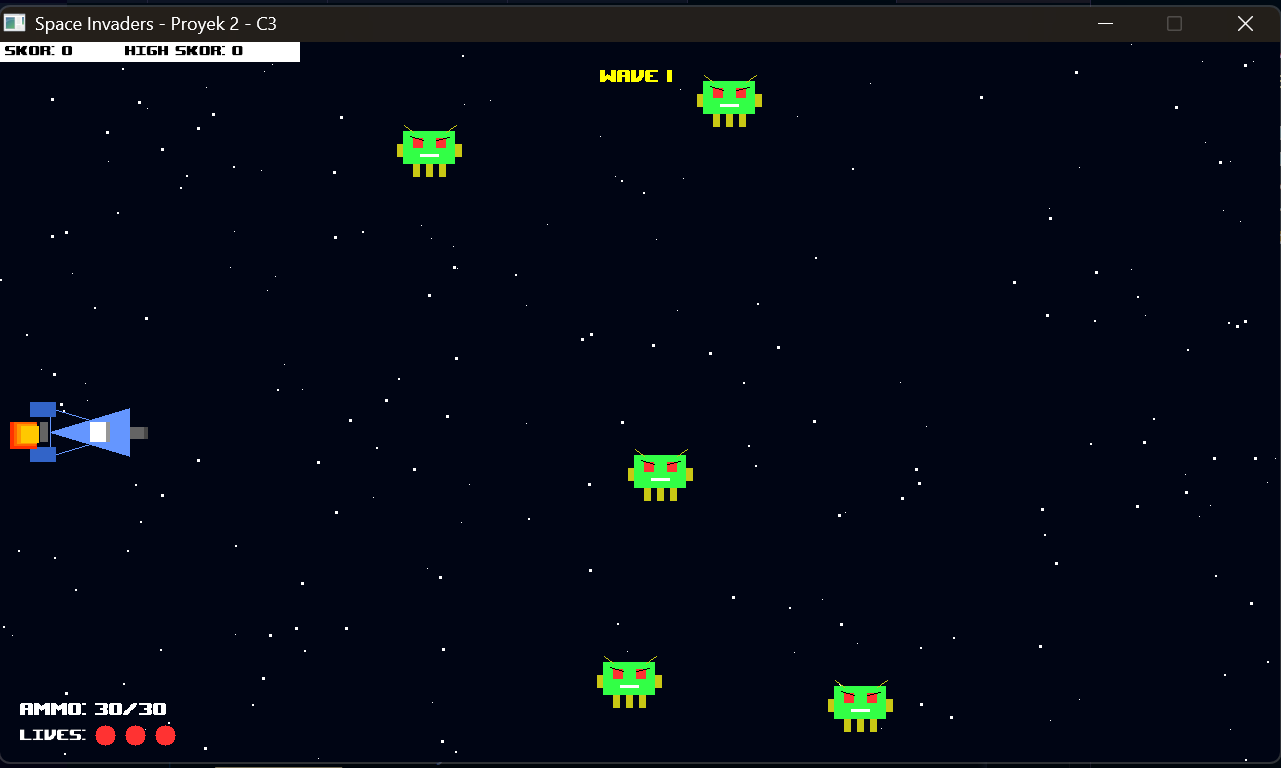 Space Invaders - Proyek 2 - C3
SKOR: 0 HIGH SKOR: 0
WAVE 1
AMMO: 30/30
LIVES: